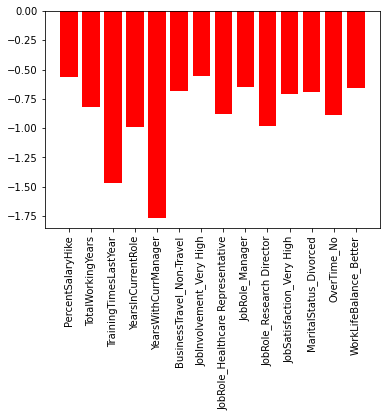 0.00
−0.25
−0.50
−0.75
−1.00
−1.25
−1.50
−1.75
PercentSalaryHike
TotalWorkingYears
TrainingTimesLastYear
YearsInCurrentRole
YearsWithCurrManager
BusinessTravel_Non-Travel
JobInvolvement_Very High
JobRole_Healthcare Representative
JobRole_Manager
JobRole_Research Director
JobSatisfaction_Very High
MaritalStatus_Divorced
OverTime_No
WorkLifeBalance_Better